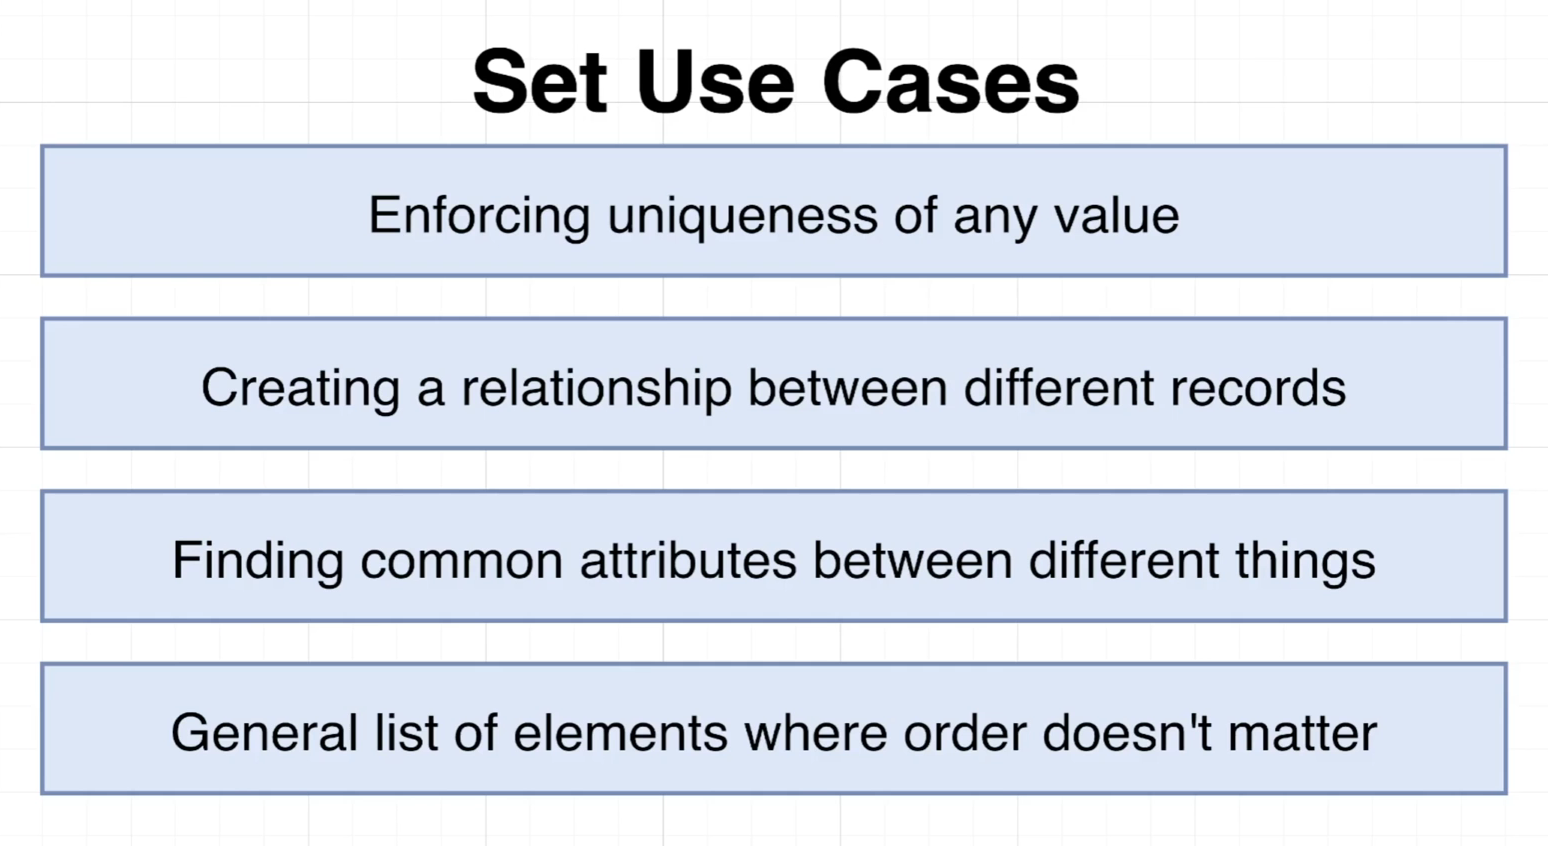 Set Use Cases
Enforcing uniqueness of any value
Creating a relationship between different records
Finding common attributes between different things
General list of elements where order doesn't matter